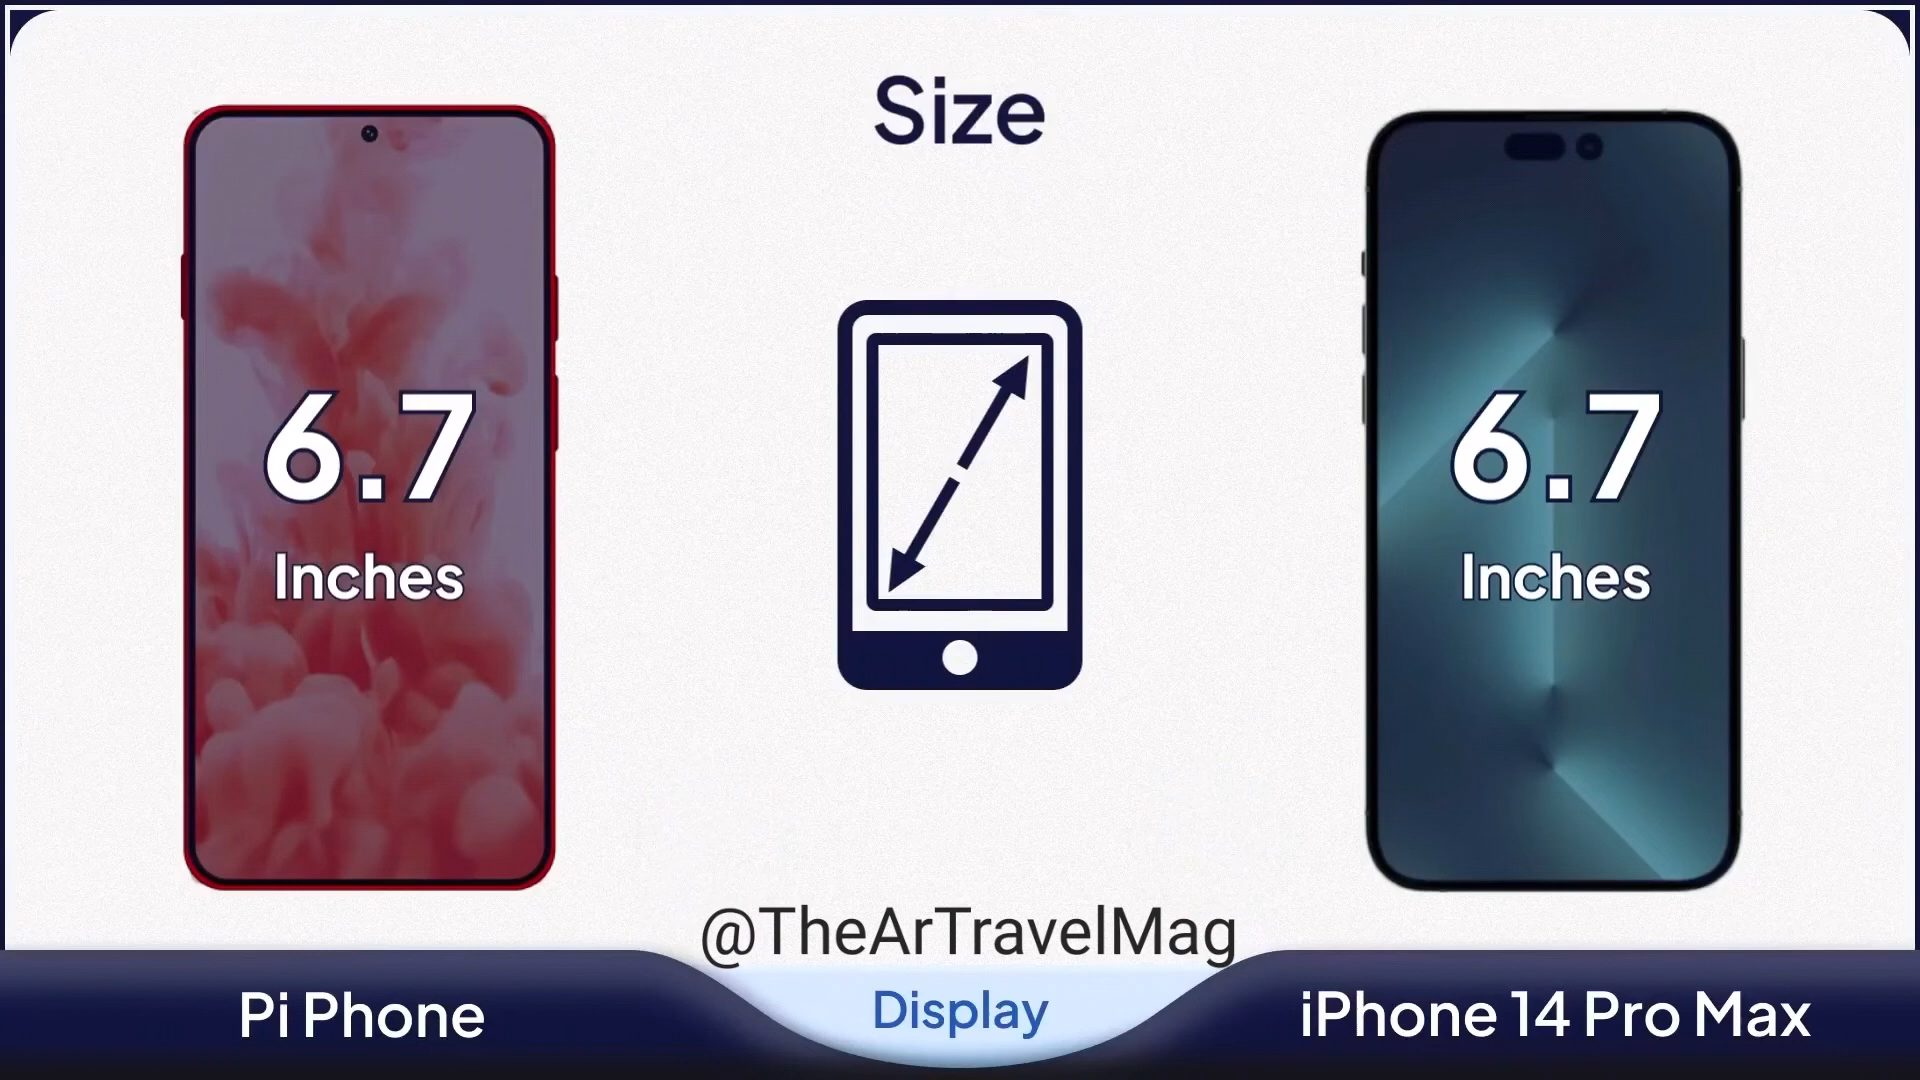 Size
6.7
Inches
6.7
Inches
@TheArTravelMag
Pi Phone
Display
iPhone 14 Pro Max